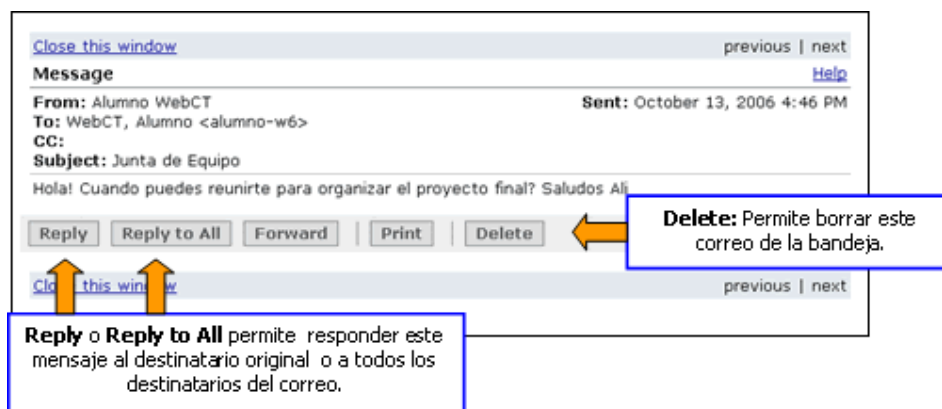 Close this window previous | next
Message Help
From: Alumno WebCT Sent: October 13, 2006 4:46 PM
To: WebCT, Alumno <alumno-w6>
CC:
Subject: Junta de Equipo
Hola! Cuando puedes reunirte para organizar el proyecto final? Saludos Ali
Reply Reply to All Forward | Print | Delete
Delete: Permite borrar este
correo de la bandeja.
Close this window previous | next
Reply o Reply to All permite responder este
mensaje al destinatario original o a todos los
destinatarios del correo.